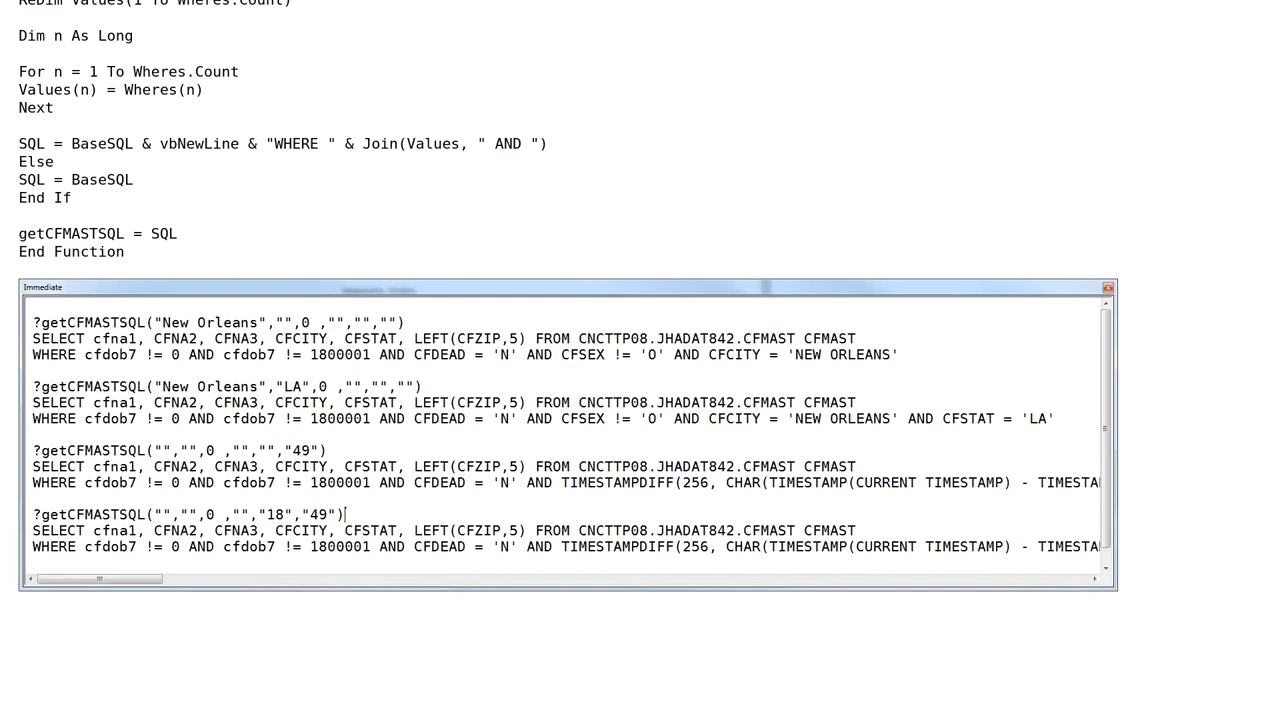 ReDim Values(1 To Wheres.Count)
Dim n As Long
For n = 1 To Wheres.Count
Values(n) = Wheres(n)
Next
SQL = BaseSQL & vbNewLine & "WHERE " & Join(Values, " AND ")
Else
SQL = BaseSQL
End If
getCFMASTSQL = SQL
End Function
Immediate
?getCFMASTSQL("New Orleans","",0 ,"","","")
SELECT cfna1, CFNA2, CFNA3, CFCITY, CFSTAT, LEFT(CFZIP,5) FROM CNCTTP08.JHADAT842.CFMAST CFMAST
WHERE cfdob7 != 0 AND cfdob7 != 1800001 AND CFDEAD = 'N' AND CFSEX != 'O' AND CFCITY = 'NEW ORLEANS'
?getCFMASTSQL("New Orleans","LA",0 ,"","","")
SELECT cfna1, CFNA2, CFNA3, CFCITY, CFSTAT, LEFT(CFZIP,5) FROM CNCTTP08.JHADAT842.CFMAST CFMAST
WHERE cfdob7 != 0 AND cfdob7 != 1800001 AND CFDEAD = 'N' AND CFSEX != 'O' AND CFCITY = 'NEW ORLEANS' AND CFSTAT = 'LA'
?getCFMASTSQL("","",0 ,"","","49")
SELECT cfna1, CFNA2, CFNA3, CFCITY, CFSTAT, LEFT(CFZIP,5) FROM CNCTTP08.JHADAT842.CFMAST CFMAST
WHERE cfdob7 != 0 AND cfdob7 != 1800001 AND CFDEAD = 'N' AND TIMESTAMPDIFF(256, CHAR(TIMESTAMP(CURRENT TIMESTAMP) - TIMESTA
?getCFMASTSQL("","",0 ,"","18","49")
SELECT cfna1, CFNA2, CFNA3, CFCITY, CFSTAT, LEFT(CFZIP,5) FROM CNCTTP08.JHADAT842.CFMAST CFMAST
WHERE cfdob7 != 0 AND cfdob7 != 1800001 AND CFDEAD = 'N' AND TIMESTAMPDIFF(256, CHAR(TIMESTAMP(CURRENT TIMESTAMP) - TIMESTA